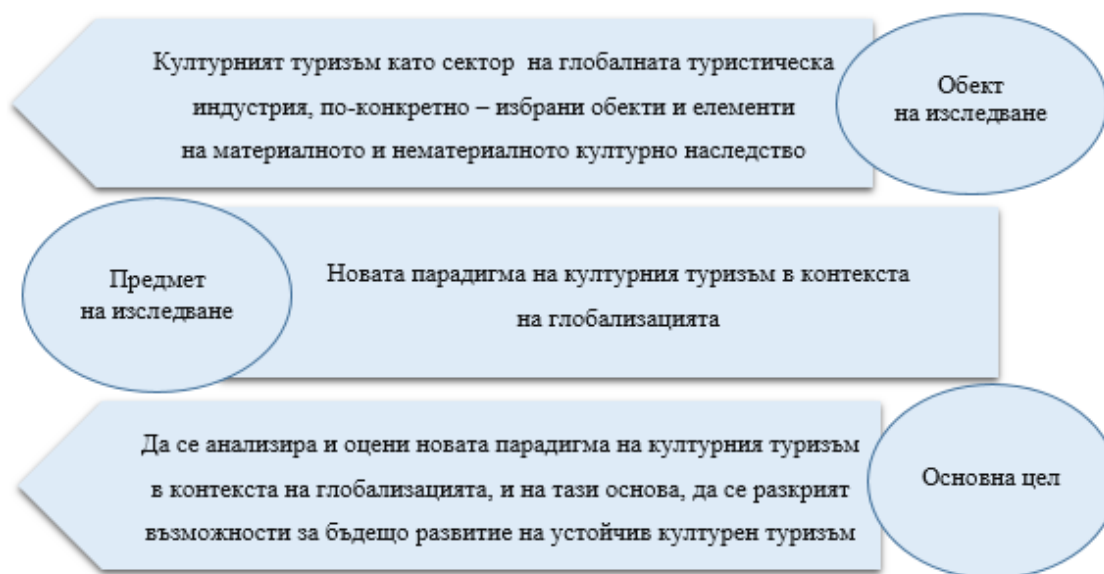 Културният туризъм като сектор на глобалната туристическа
индустрия, по-конкретно – избрани обекти и елементи
на материалното и нематериалното културно наследство
Обект
на изследване
Предмет
на изследване
Новата парадигма на културния туризъм в контекста
на глобализацията
Да се анализира и оцени новата парадигма на културния туризъм
в контекста на глобализацията, и на тази основа, да се разкрият
възможности за бъдещо развитие на устойчив културен туризъм
Основна цел